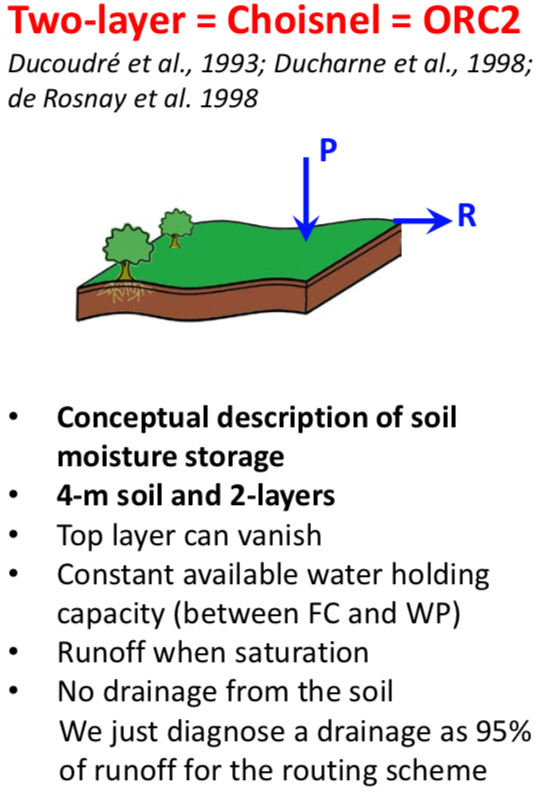 Two-layer = Choisnel = ORC2
Ducoudré et al., 1993; Ducharne et al., 1998;
de Rosnay et al. 1998
P
R
• Conceptual description of soil
moisture storage
• 4-m soil and 2-layers
• Top layer can vanish
• Constant available water holding
capacity (between FC and WP)
• Runoff when saturation
• No drainage from the soil
We just diagnose a drainage as 95%
of runoff for the routing scheme